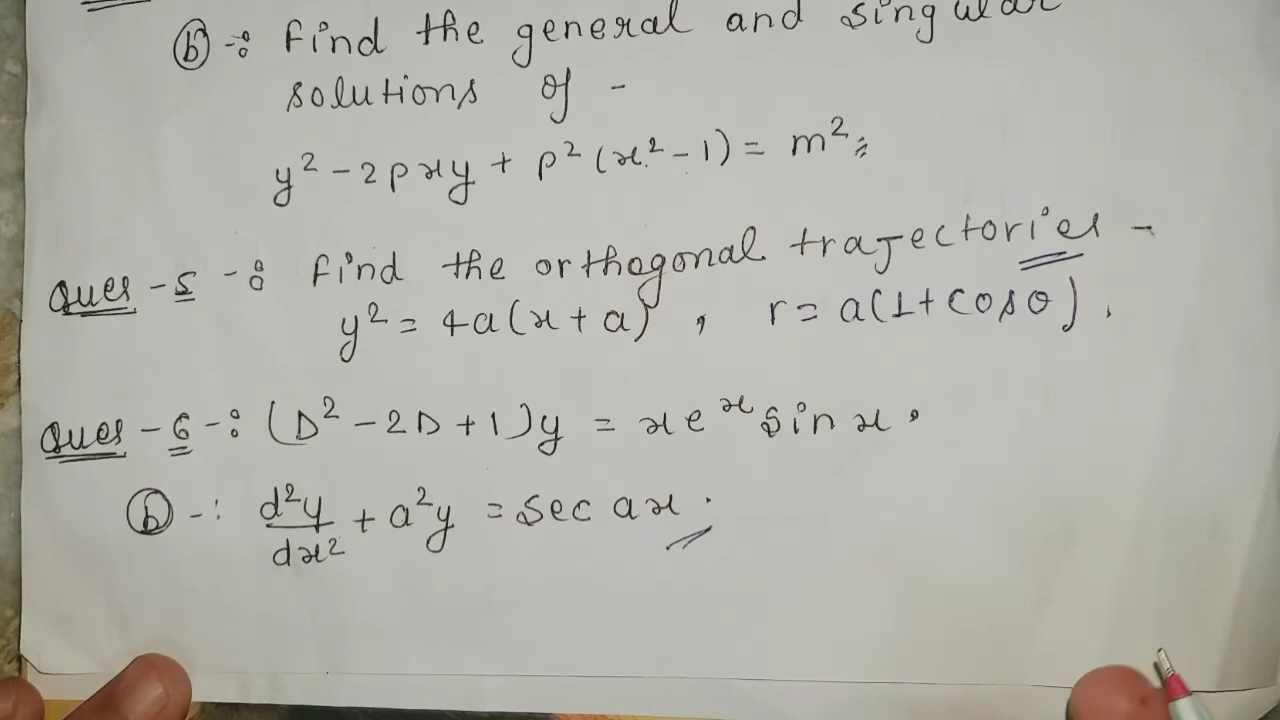 ⓑ -: find the general and singular
solutions of -
y² - 2pxy + p²(x² - 1) = m²;
Ques - 5 -: find the orthogonal trajectories -
y² = 4a(x + a) , r = a(1 + cosθ).
Ques - 6 -: (D² - 2D + 1)y = xeˣ sin x.
ⓑ -: d²y/dx² + a²y = sec ax.